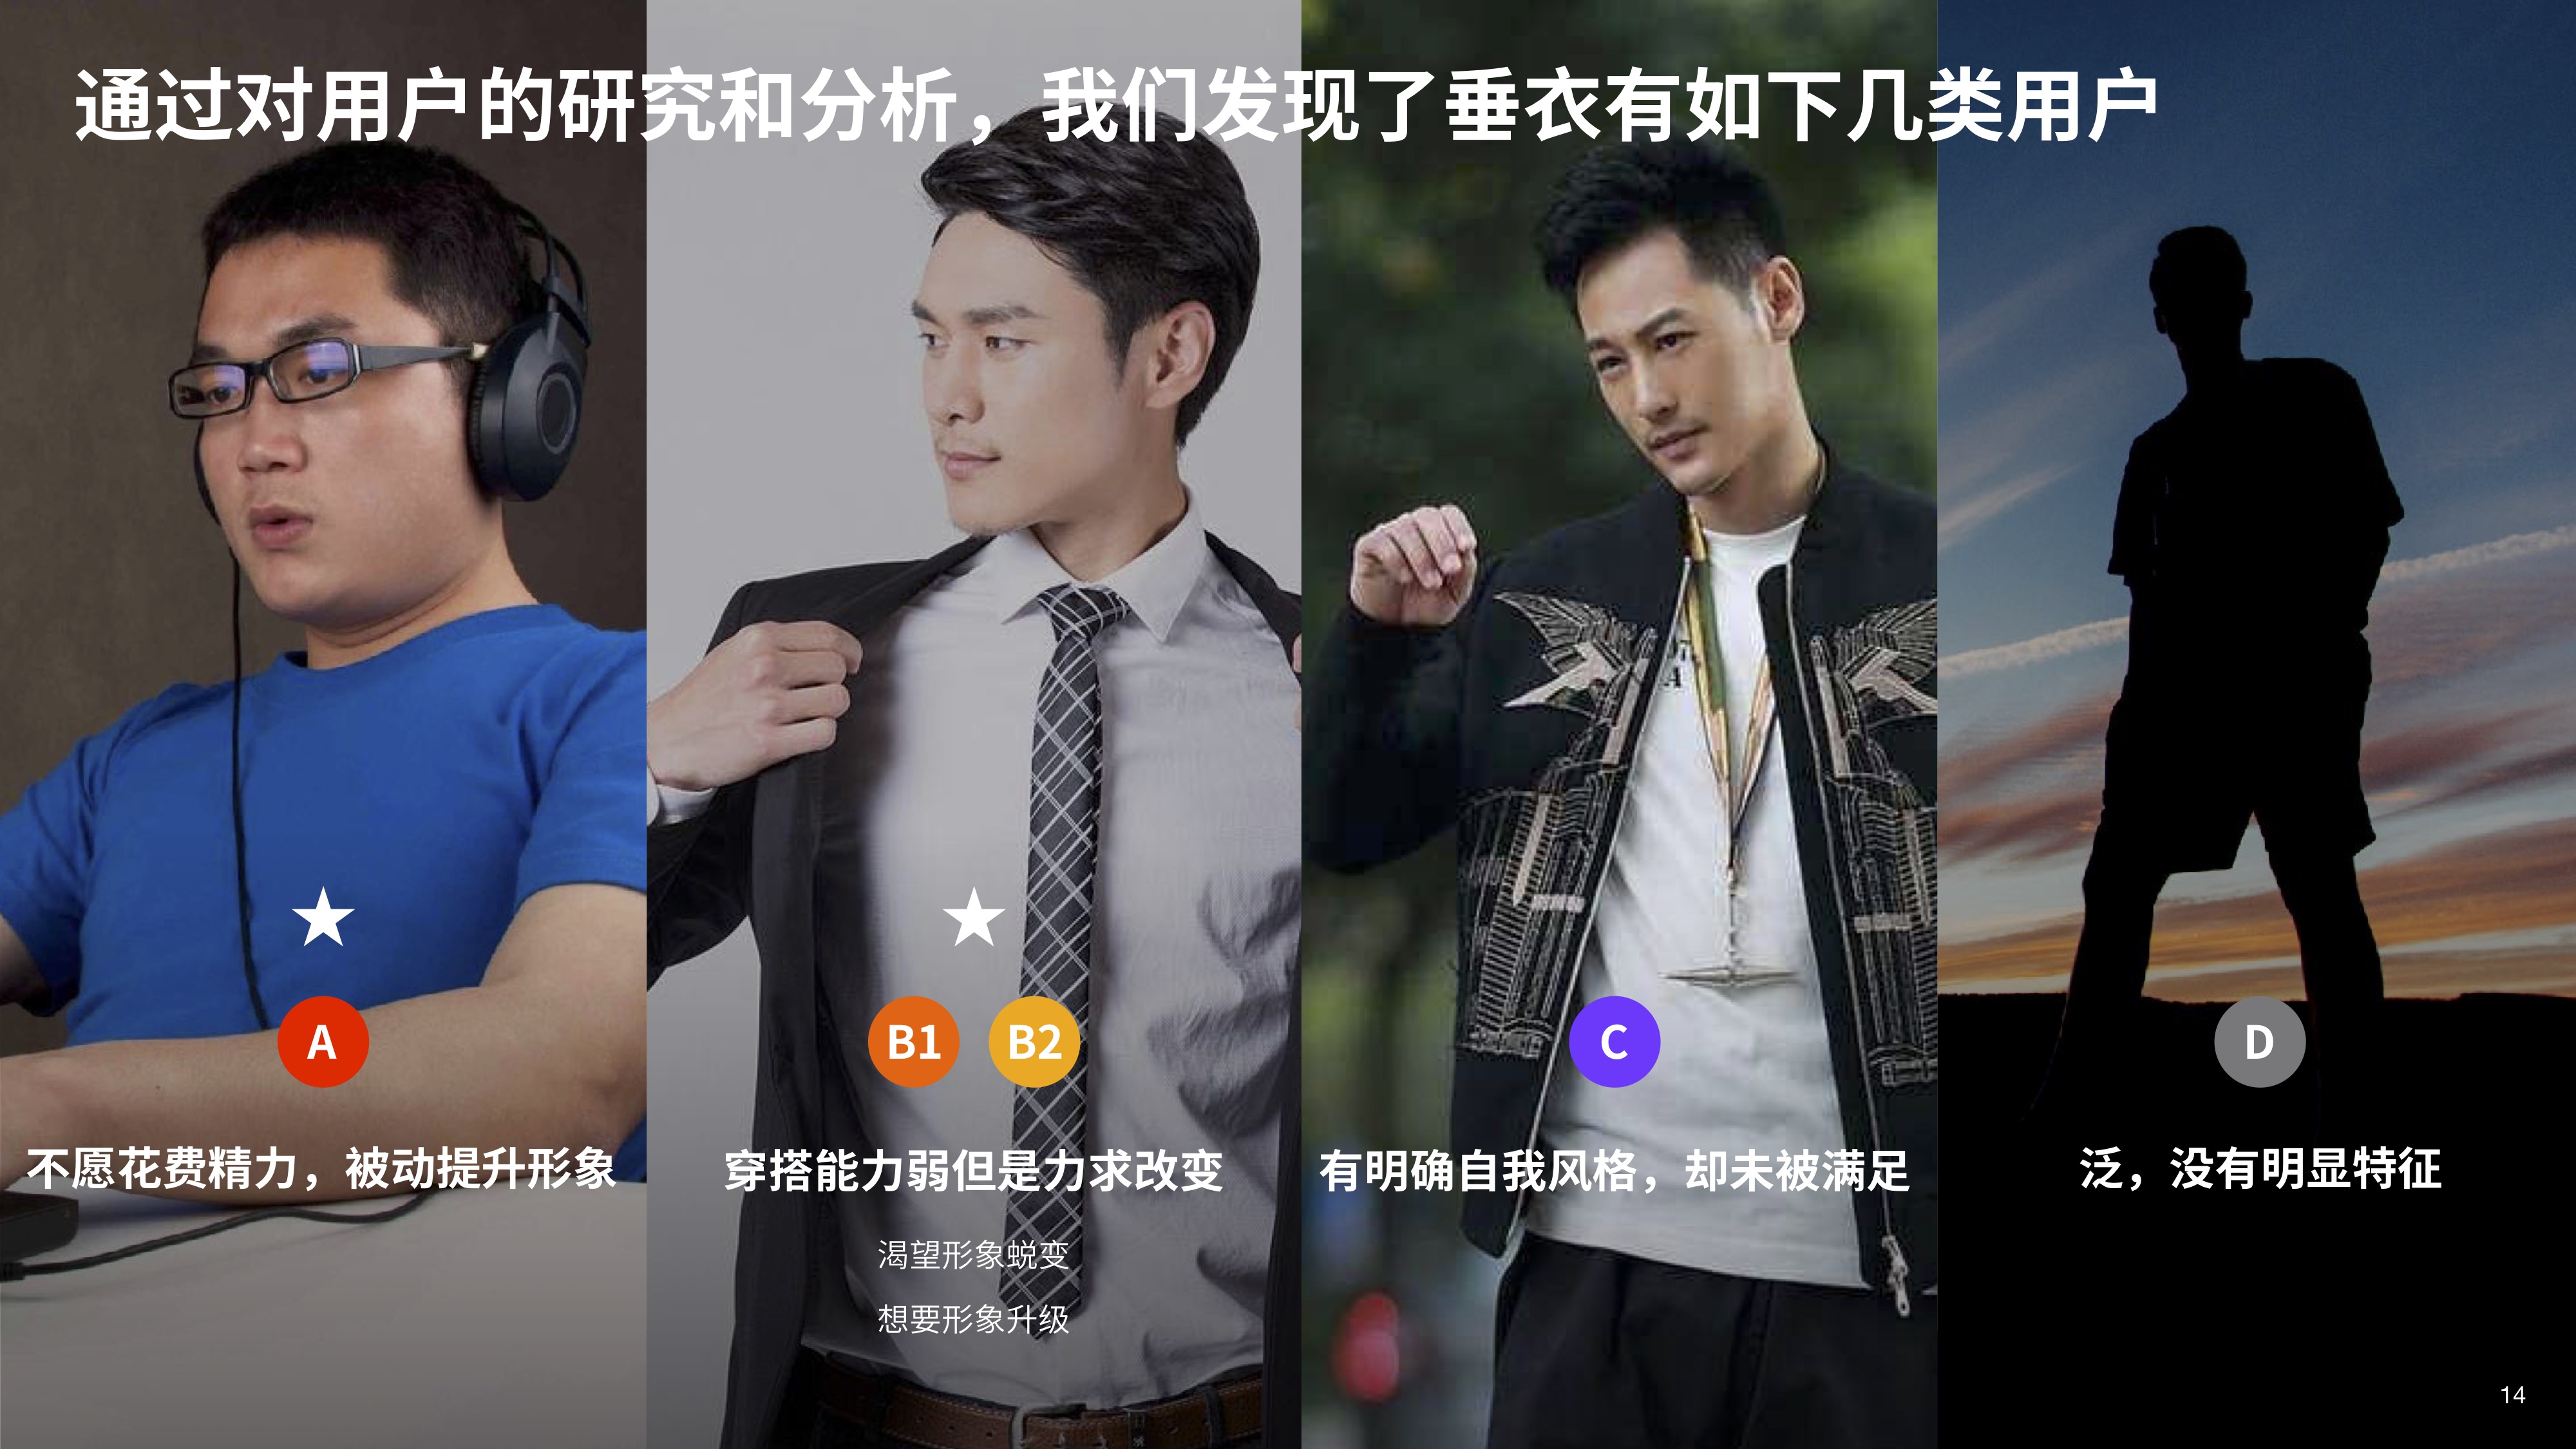 通过对用户的研究和分析，我们发现了垂衣有如下几类用户
A
不愿花费精力，被动提升形象
B1 B2
穿搭能力弱但是力求改变
渴望形象蜕变
想要形象升级
C
有明确自我风格，却未被满足
D
泛，没有明显特征
14